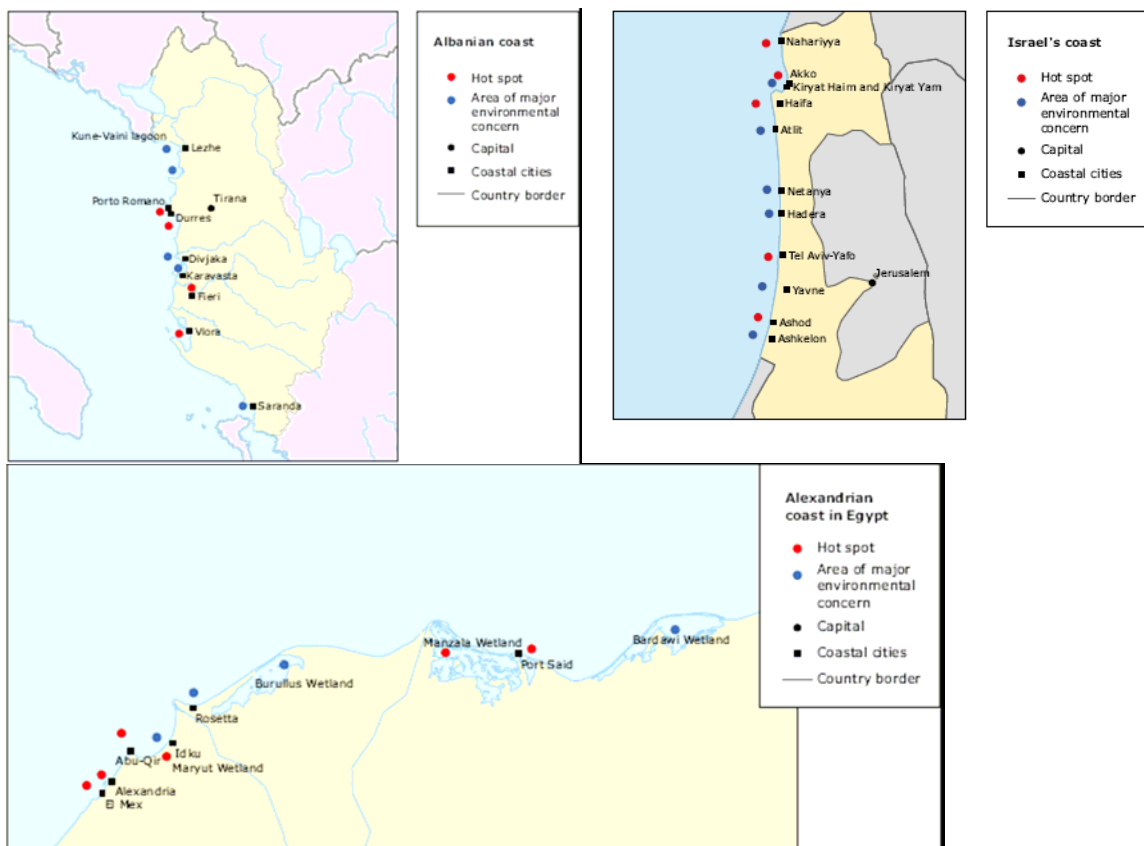 Albanian coast
Hot spot
Area of major
environmental
concern
Capital
Coastal cities
Country border
Kune-Vaini lagoon
Lezhe
Porto Romano
Tirana
Durres
Divjaka
Karavasta
Fieri
Vlora
Saranda
Israel's coast
Hot spot
Area of major
environmental
concern
Capital
Coastal cities
Country border
Nahariyya
Akko
Kiryat Haim and Kiryat Yam
Haifa
Atlit
Netanya
Hadera
Tel Aviv-Yafo
Jerusalem
Yavne
Ashod
Ashkelon
Alexandrian
coast in Egypt
Hot spot
Area of major
environmental
concern
Capital
Coastal cities
Country border
Manzala Wetland
Bardawi Wetland
Port Said
Burullus Wetland
Rosetta
Idku
Abu-Qir
Maryut Wetland
Alexandria
El Mex